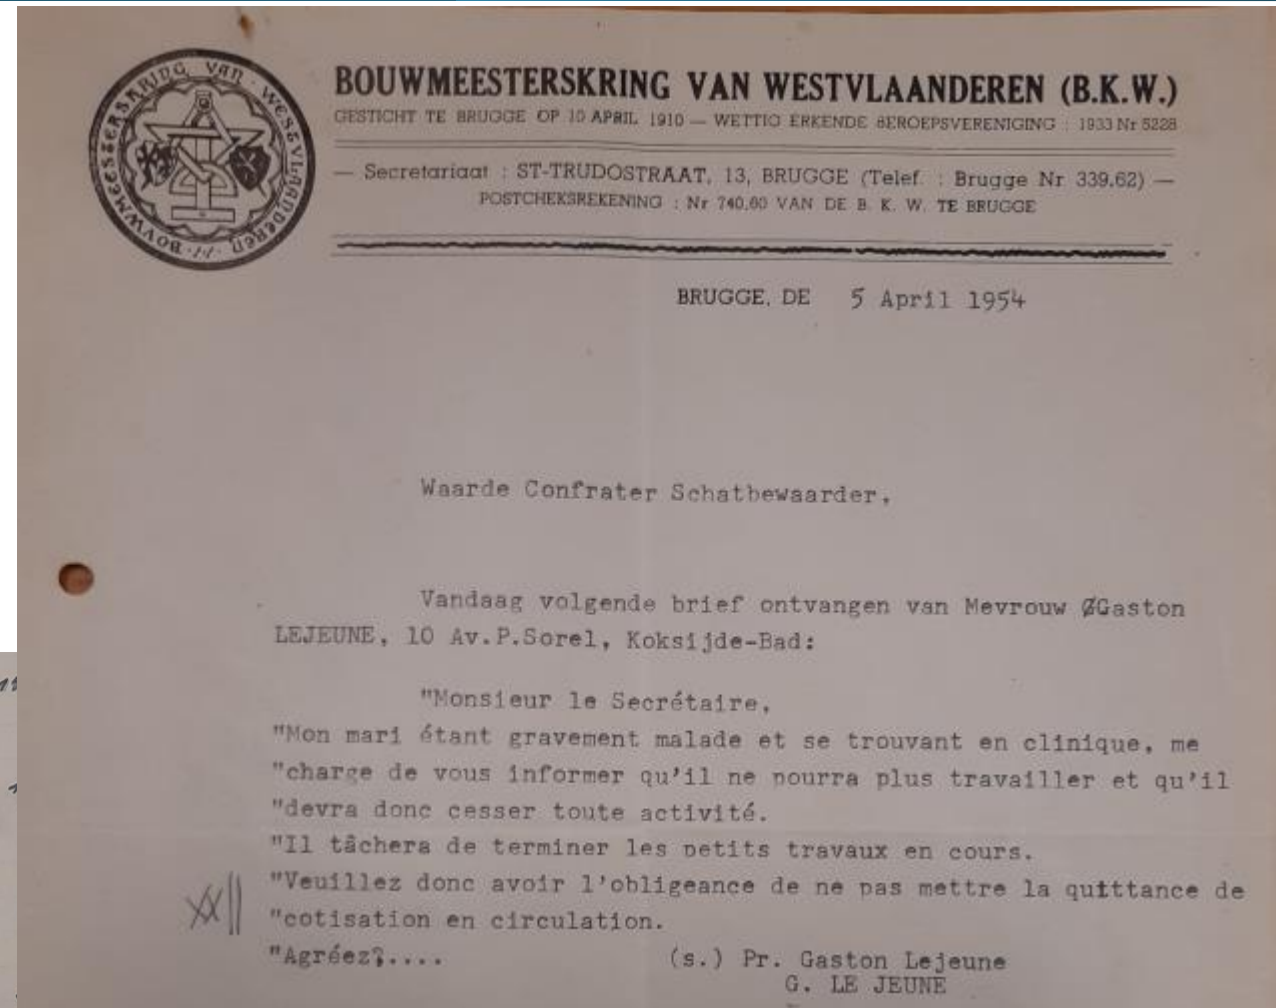 BOUWMEESTERSKRING VAN WESTVLAANDEREN
BOUWMEESTERSKRING VAN WESTVLAANDEREN (B.K.W.)
GESTICHT TE BRUGGE OP 10 APRIL 1910 — WETTIG ERKENDE BEROEPSVERENIGING : 1933 Nr 5228
— Secretariaat : ST-TRUDOSTRAAT, 13, BRUGGE (Telef. : Brugge Nr 339.62) —
POSTCHEKSREKENING : Nr 740.60 VAN DE B. K. W. TE BRUGGE
BRUGGE, DE 5 April 1954
Waarde Confrater Schatbewaarder,
Vandaag volgende brief ontvangen van Mevrouw Gaston
LEJEUNE, 10 Av.P.Sorel, Koksijde-Bad:
"Monsieur le Secrétaire,
"Mon mari étant gravement malade et se trouvant en clinique, me
"charge de vous informer qu'il ne pourra plus travailler et qu'il
"devra donc cesser toute activité.
"Il tâchera de terminer les petits travaux en cours.
"Veuillez donc avoir l'obligeance de ne pas mettre la quittance de
"cotisation en circulation.
"Agréez,.... (s.) Pr. Gaston Lejeune
G. LE JEUNE